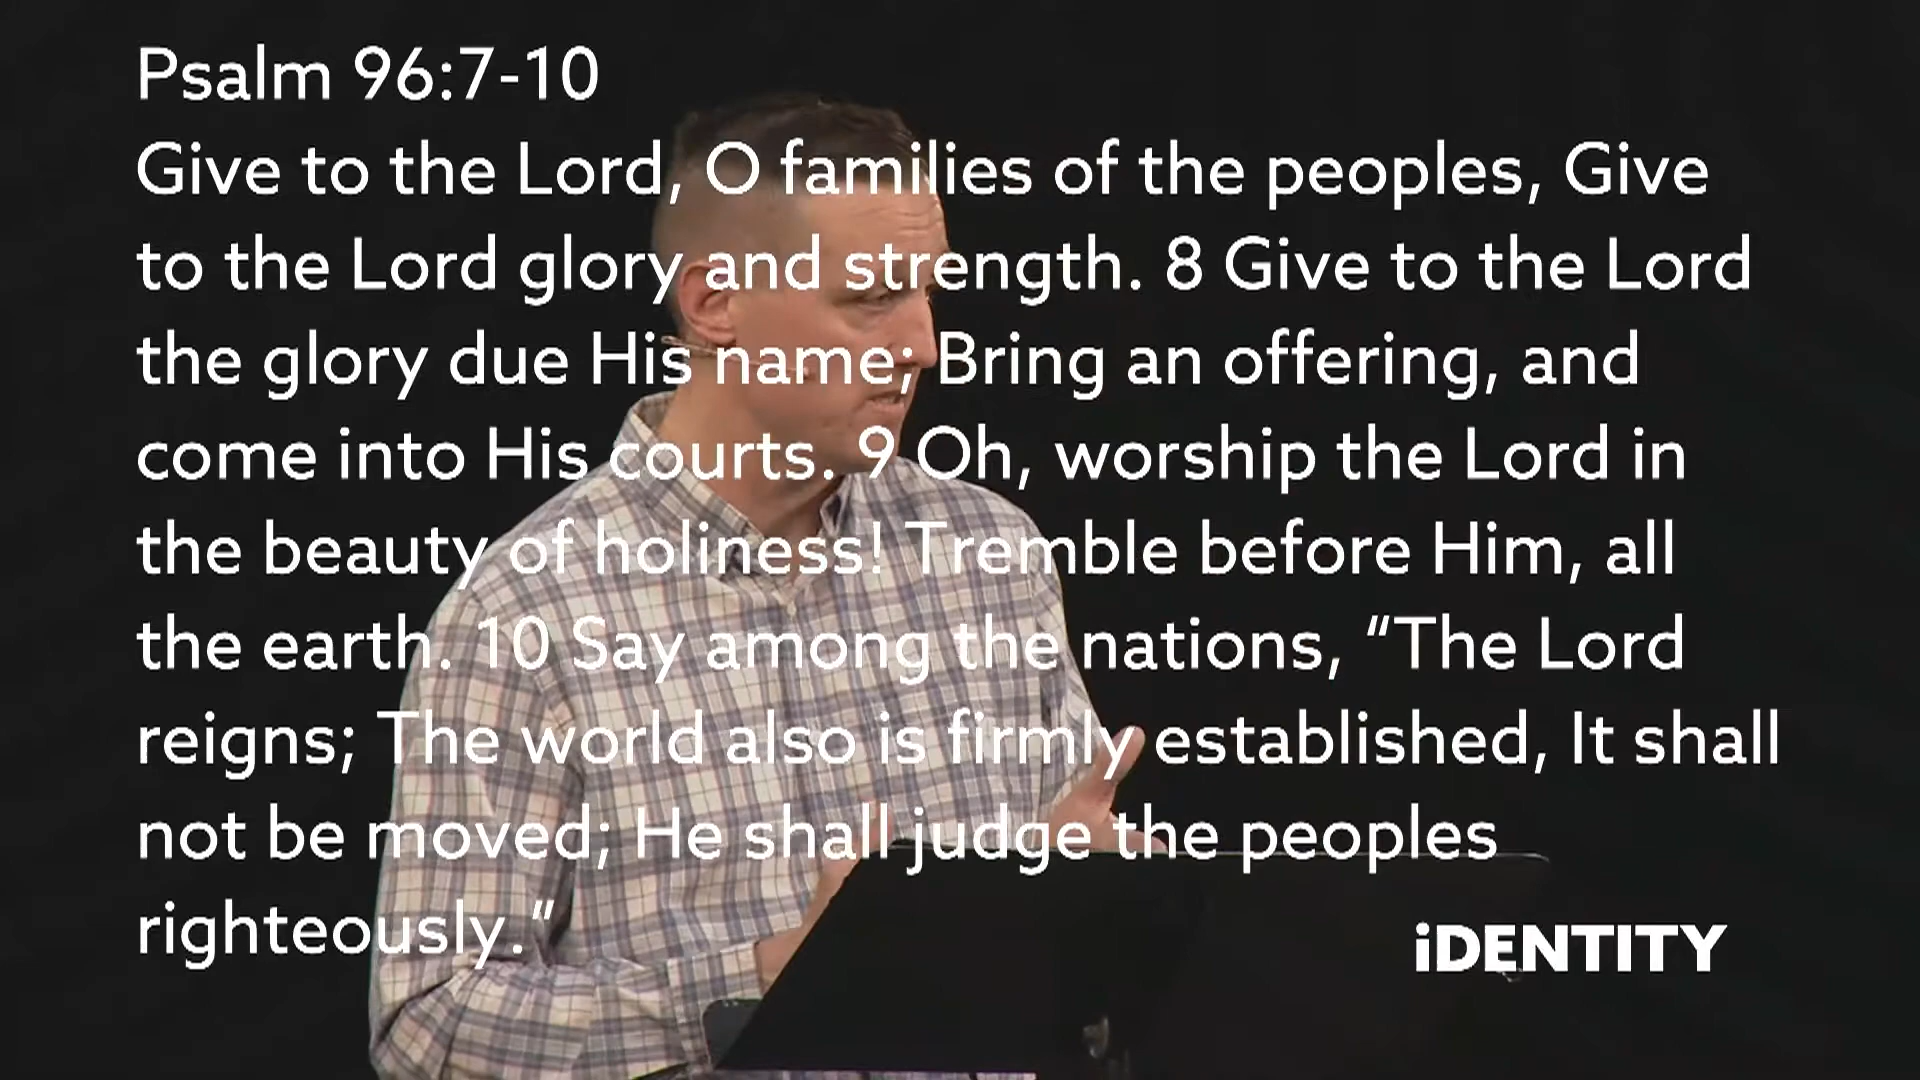 Psalm 96:7-10
Give to the Lord, O families of the peoples, Give
to the Lord glory and strength. 8 Give to the Lord
the glory due His name; Bring an offering, and
come into His courts. 9 Oh, worship the Lord in
the beauty of holiness! Tremble before Him, all
the earth. 10 Say among the nations, “The Lord
reigns; The world also is firmly established, It shall
not be moved; He shall judge the peoples
righteously.”
iDENTITY